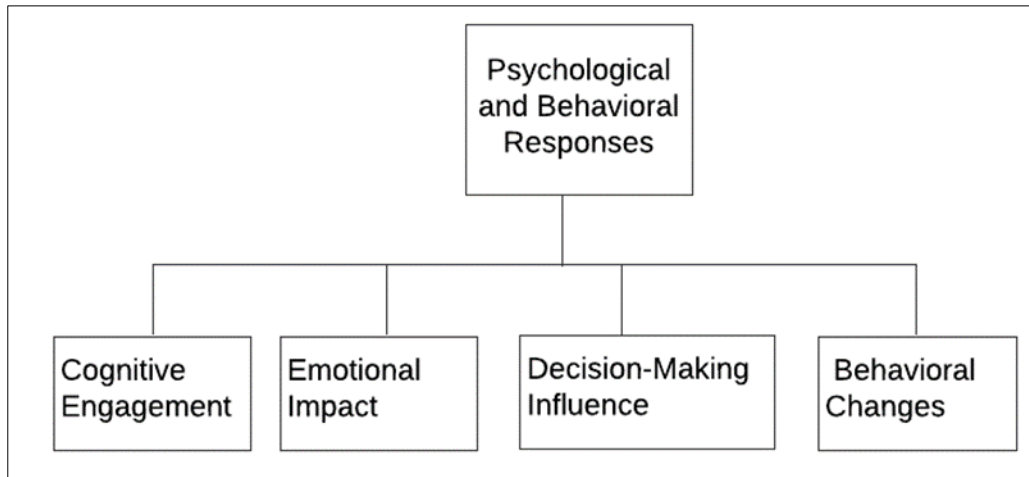 Psychological
and Behavioral
Responses
Cognitive
Engagement
Emotional
Impact
Decision-Making
Influence
Behavioral
Changes